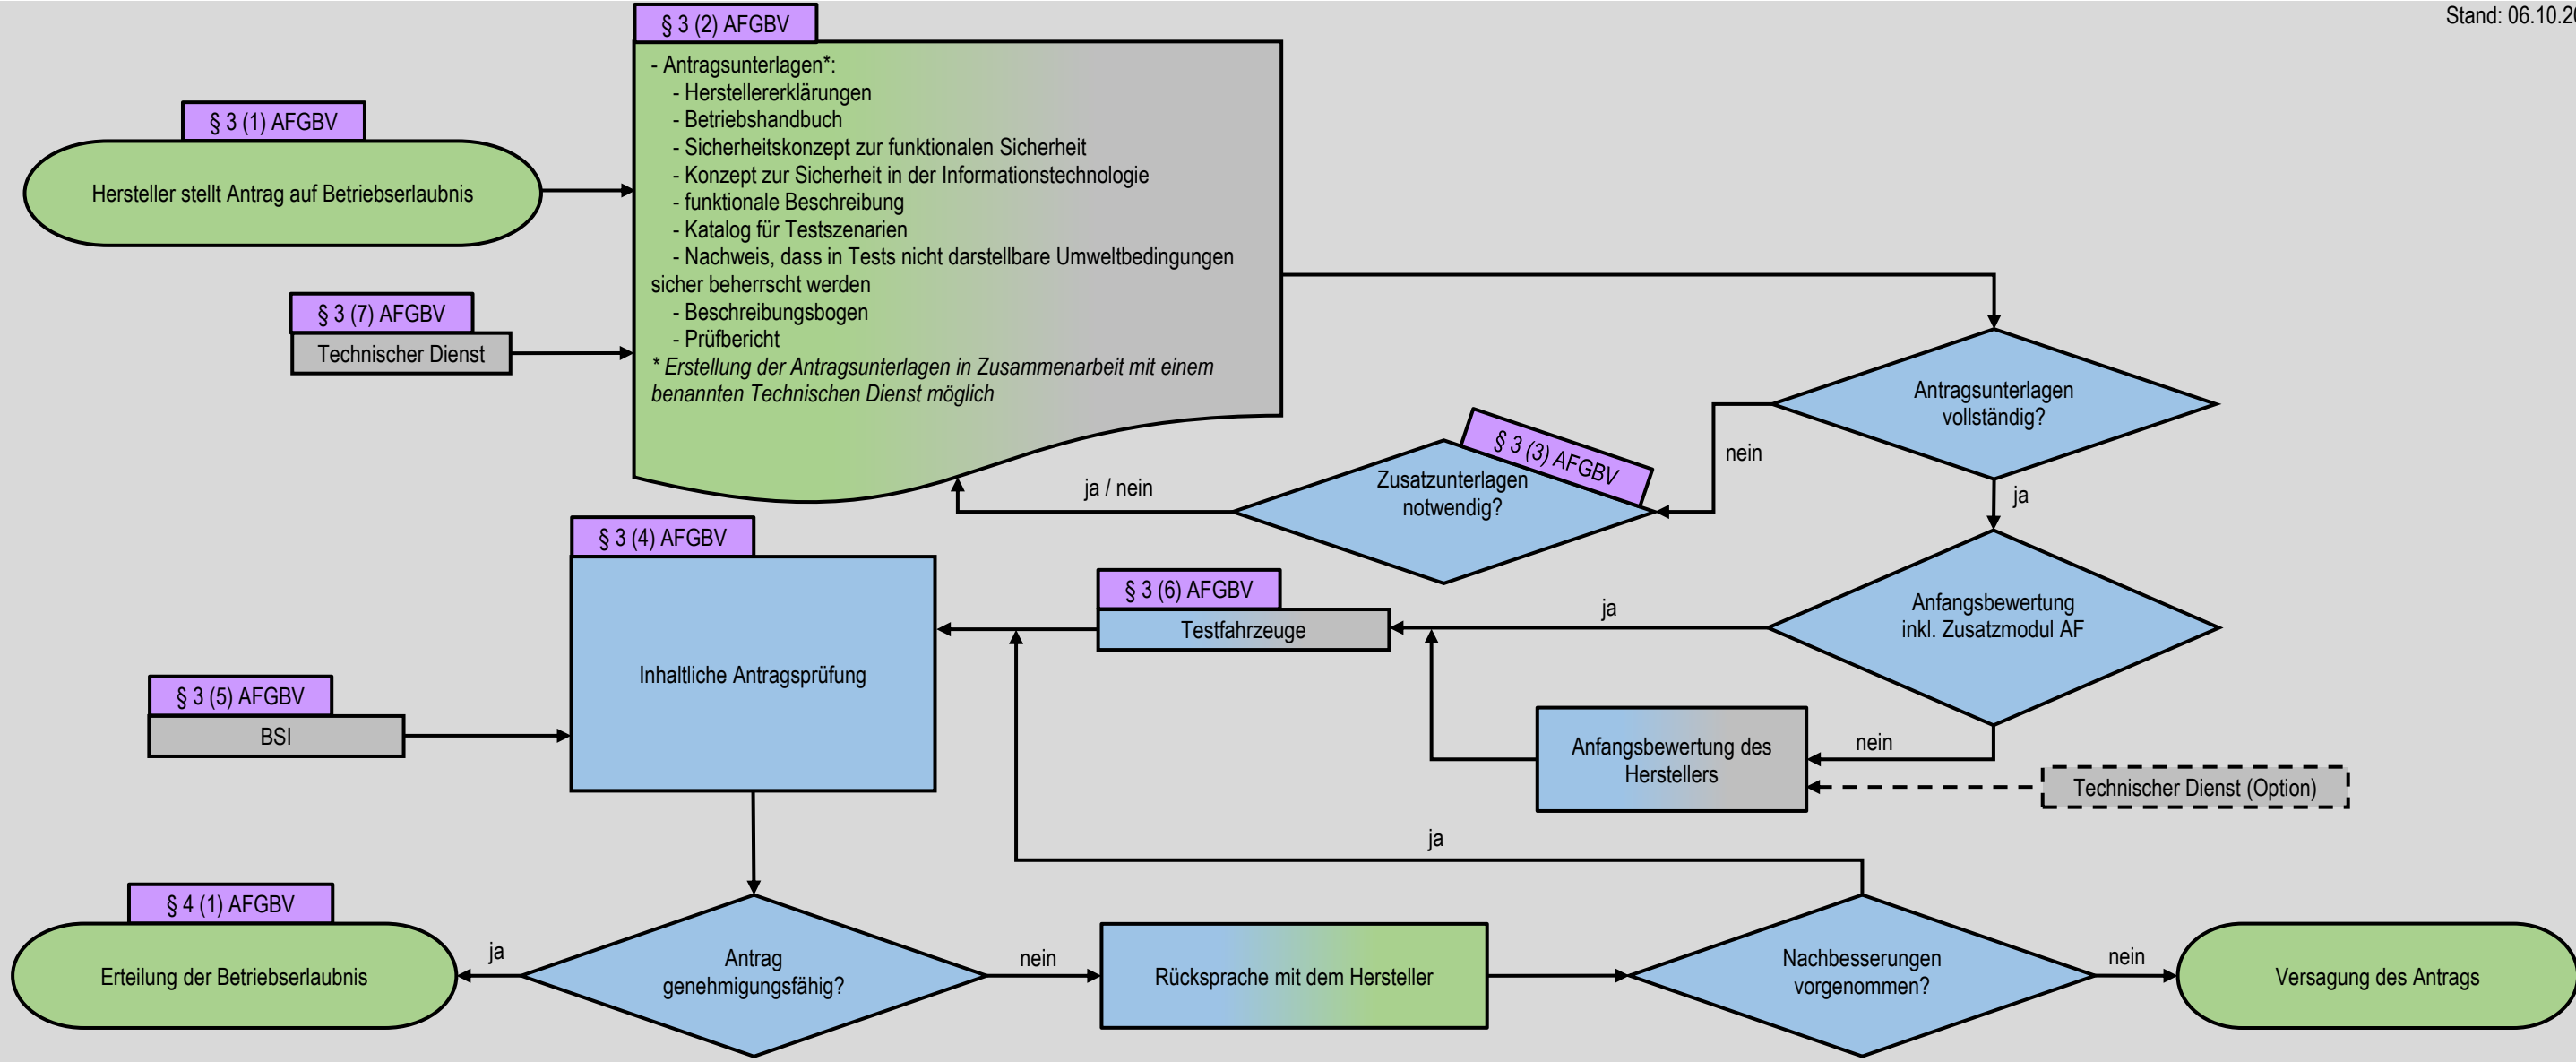 Stand: 06.10.20
§ 3 (2) AFGBV
- Antragsunterlagen*:
- Herstellererklärungen
- Betriebshandbuch
- Sicherheitskonzept zur funktionalen Sicherheit
- Konzept zur Sicherheit in der Informationstechnologie
- funktionale Beschreibung
- Katalog für Testszenarien
- Nachweis, dass in Tests nicht darstellbare Umweltbedingungen
sicher beherrscht werden
- Beschreibungsbogen
- Prüfbericht
* Erstellung der Antragsunterlagen in Zusammenarbeit mit einem
benannten Technischen Dienst möglich
§ 3 (1) AFGBV
Hersteller stellt Antrag auf Betriebserlaubnis
§ 3 (7) AFGBV
Technischer Dienst
Antragsunterlagen
vollständig?
nein
ja
§ 3 (3) AFGBV
Zusatzunterlagen
notwendig?
ja / nein
Anfangsbewertung
inkl. Zusatzmodul AF
ja
nein
§ 3 (6) AFGBV
Testfahrzeuge
Anfangsbewertung des
Herstellers
Technischer Dienst (Option)
§ 3 (4) AFGBV
Inhaltliche Antragsprüfung
§ 3 (5) AFGBV
BSI
ja
§ 4 (1) AFGBV
Erteilung der Betriebserlaubnis
ja
Antrag
genehmigungsfähig?
nein
Rücksprache mit dem Hersteller
Nachbesserungen
vorgenommen?
nein
Versagung des Antrags